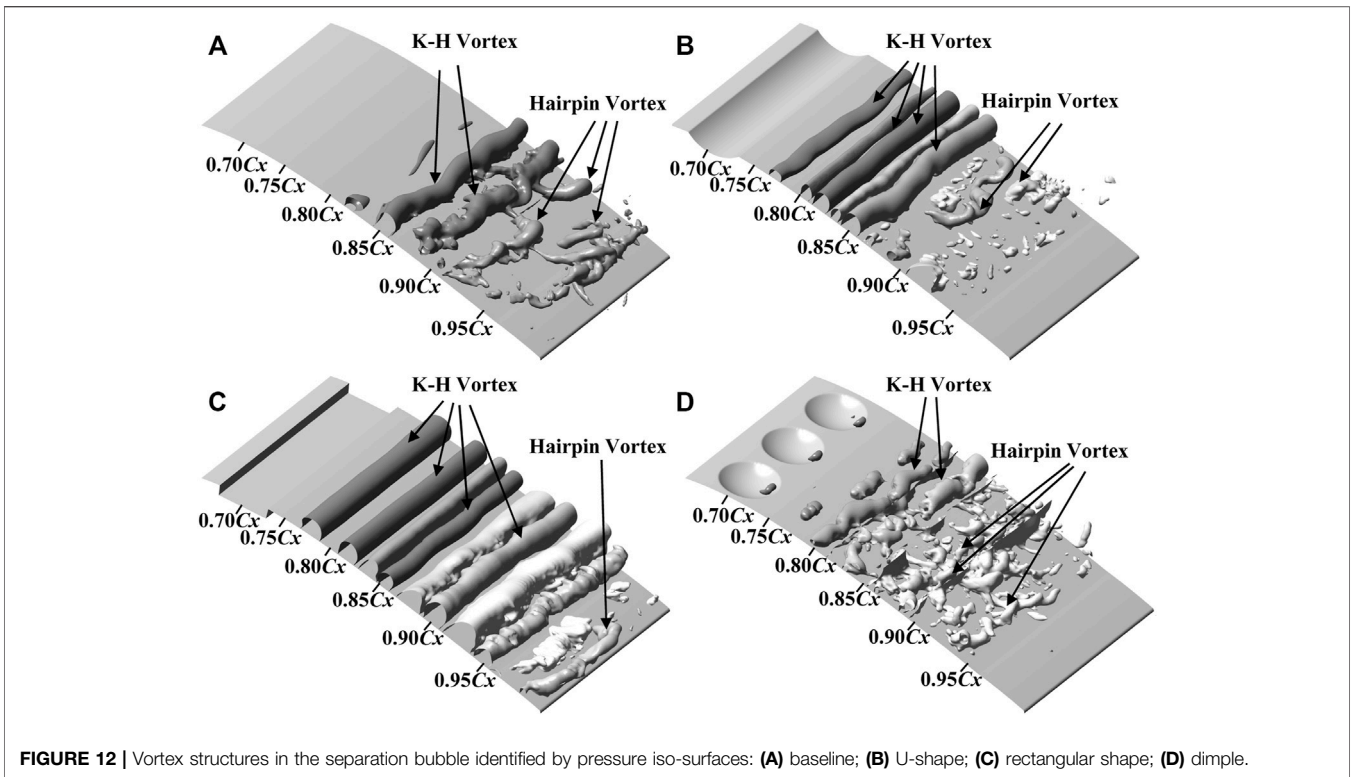 A
K-H Vortex
Hairpin Vortex
0.70Cx
0.75Cx
0.80Cx
0.85Cx
0.90Cx
0.95Cx
B
K-H Vortex
Hairpin Vortex
0.70Cx
0.75Cx
0.80Cx
0.85Cx
0.90Cx
0.95Cx
C
K-H Vortex
Hairpin Vortex
0.70Cx
0.75Cx
0.80Cx
0.85Cx
0.90Cx
0.95Cx
D
K-H Vortex
Hairpin Vortex
0.70Cx
0.75Cx
0.80Cx
0.85Cx
0.90Cx
0.95Cx
FIGURE 12 | Vortex structures in the separation bubble identified by pressure iso-surfaces: (A) baseline; (B) U-shape; (C) rectangular shape; (D) dimple.